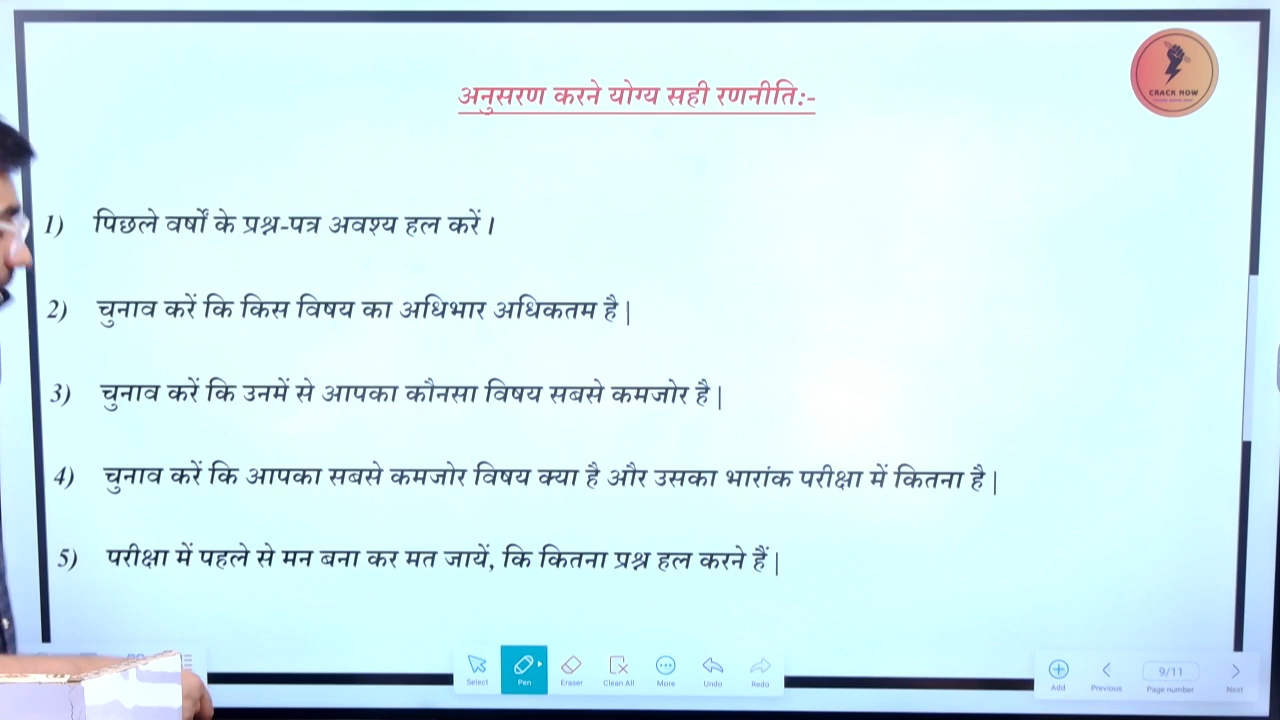 CRACK NOW
अनुसरण करने योग्य सही रणनीति:-
1) पिछले वर्षों के प्रश्न-पत्र अवश्य हल करें।
2) चुनाव करें कि किस विषय का अधिभार अधिकतम है|
3) चुनाव करें कि उनमें से आपका कौनसा विषय सबसे कमजोर है|
4) चुनाव करें कि आपका सबसे कमजोर विषय क्या है और उसका भारांक परीक्षा में कितना है|
5) परीक्षा में पहले से मन बना कर मत जायें, कि कितना प्रश्न हल करने हैं|
Select Pen Eraser Clean All More Undo Redo
Add Previous 9/11 Page number Next